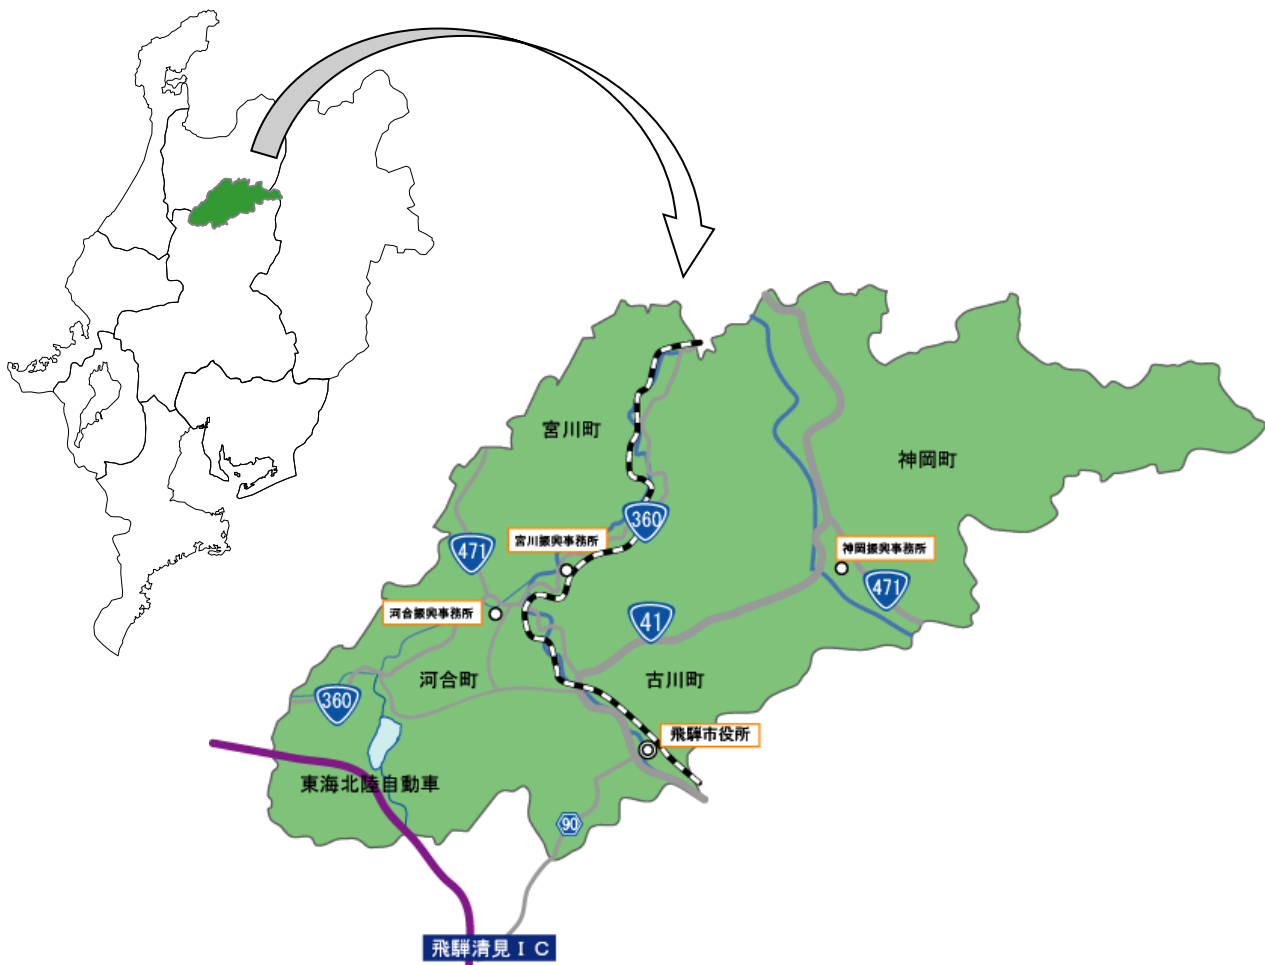 宮川町
神岡町
360
宮川振興事務所
471
神岡振興事務所
471
河合振興事務所
41
河合町
古川町
360
飛騨市役所
東海北陸自動車
90
飛騨清見ＩＣ